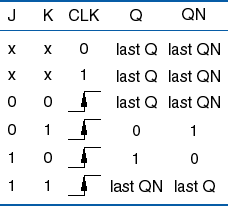 J K CLK Q QN
x x 0 last Q last QN
x x 1 last Q last QN
0 0 last Q last QN
0 1 0 1
1 0 1 0
1 1 last QN last Q